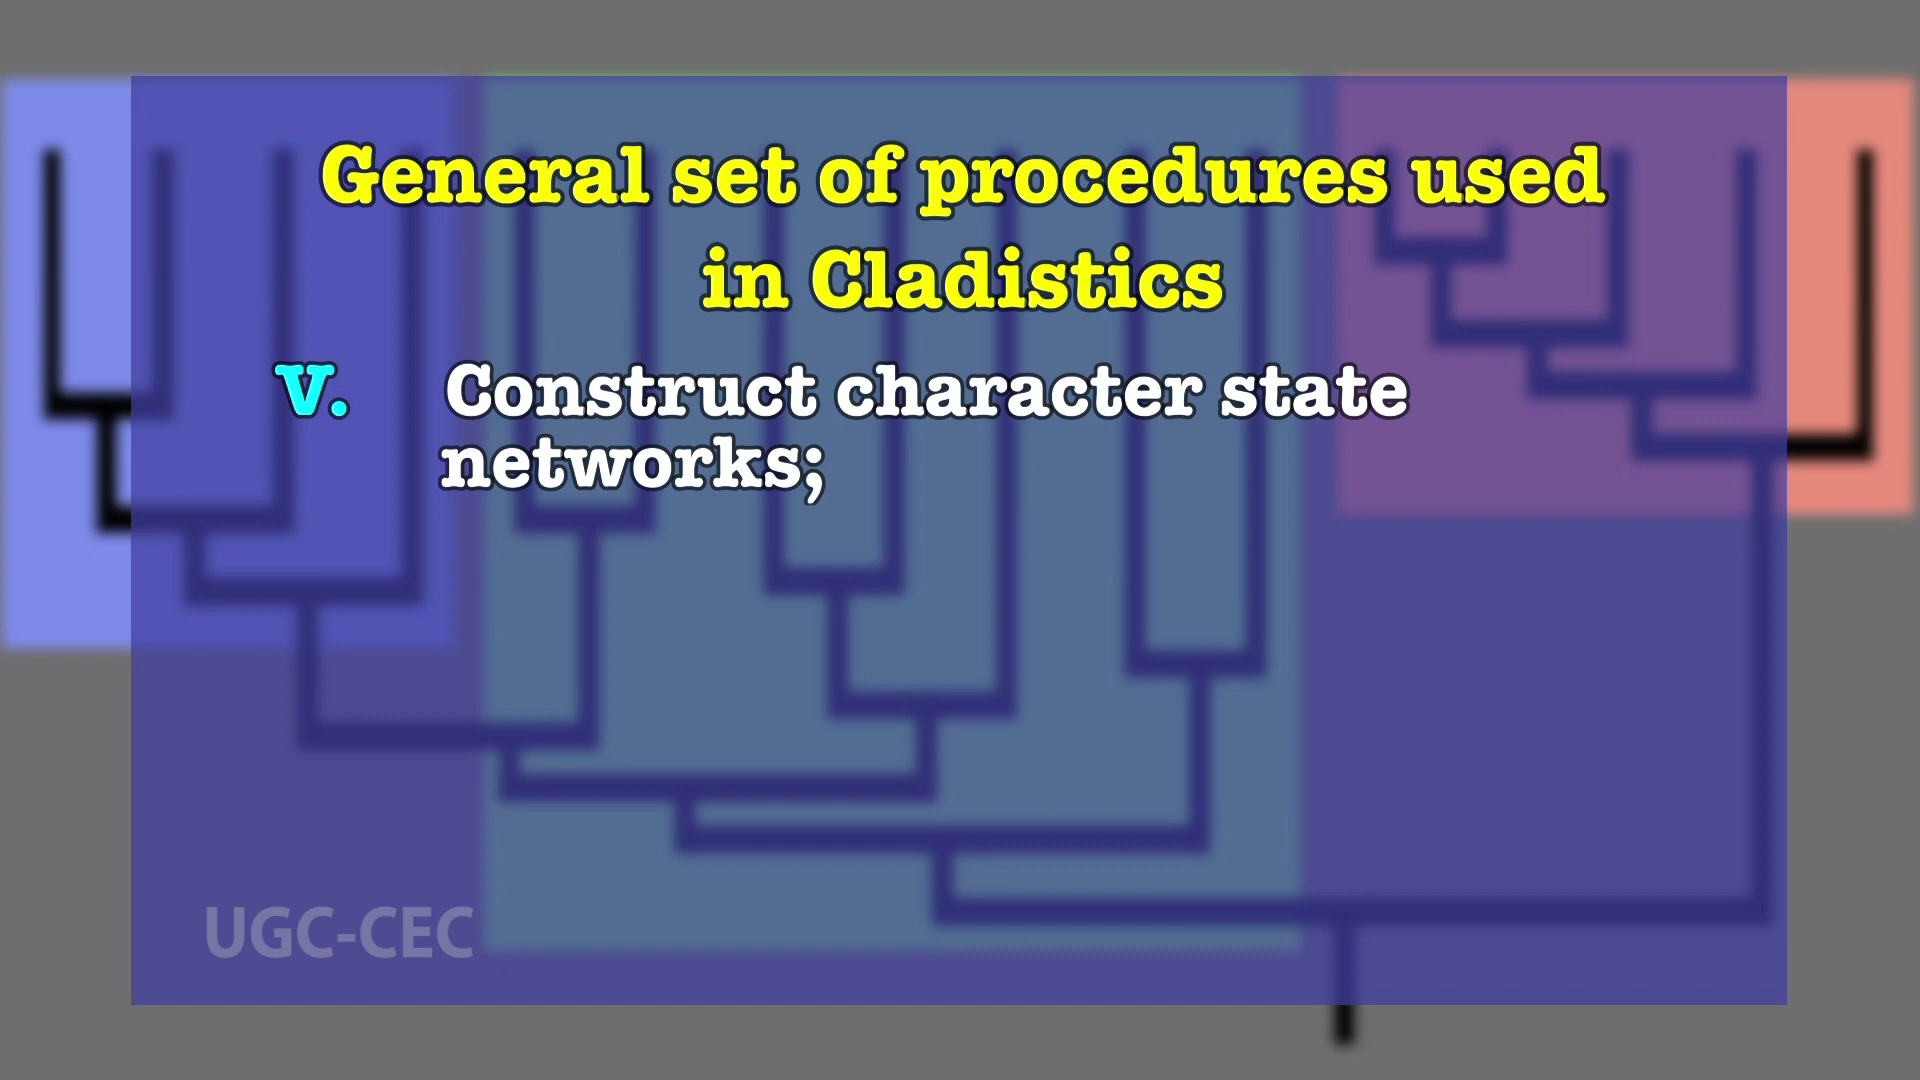 General set of procedures used
in Cladistics
V. Construct character state
networks;
UGC-CEC